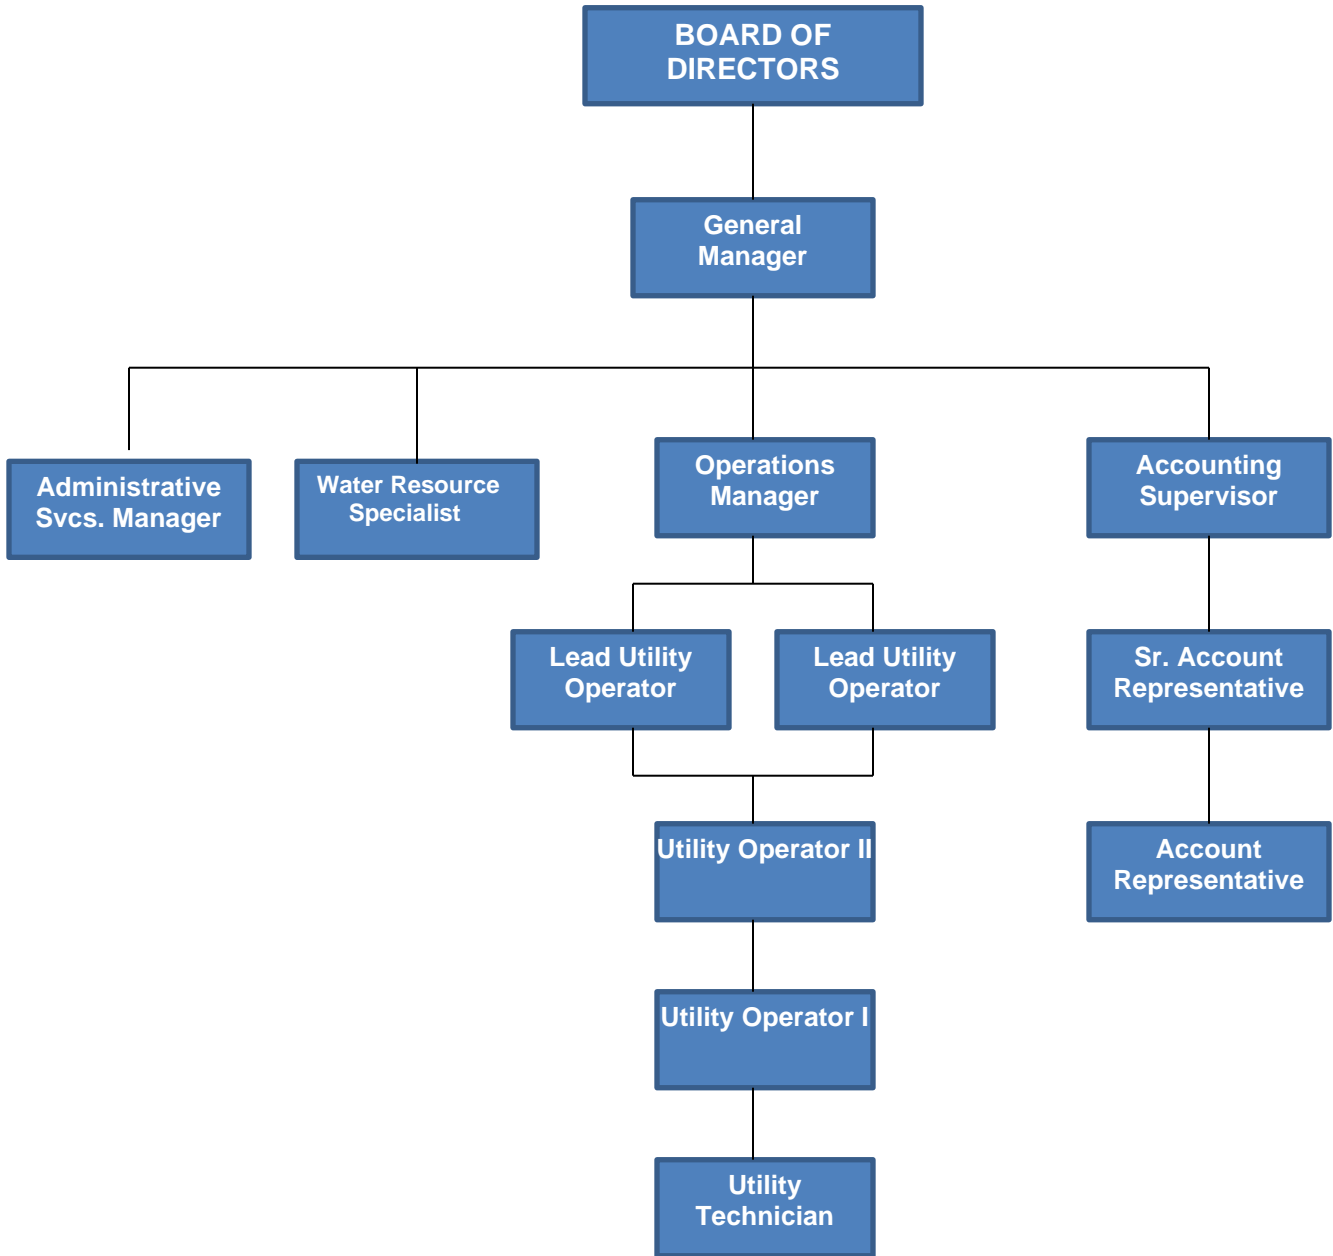 BOARD OF
DIRECTORS
General
Manager
Administrative
Svcs. Manager
Water Resource
Specialist
Operations
Manager
Accounting
Supervisor
Lead Utility
Operator
Lead Utility
Operator
Sr. Account
Representative
Utility Operator II
Account
Representative
Utility Operator I
Utility
Technician